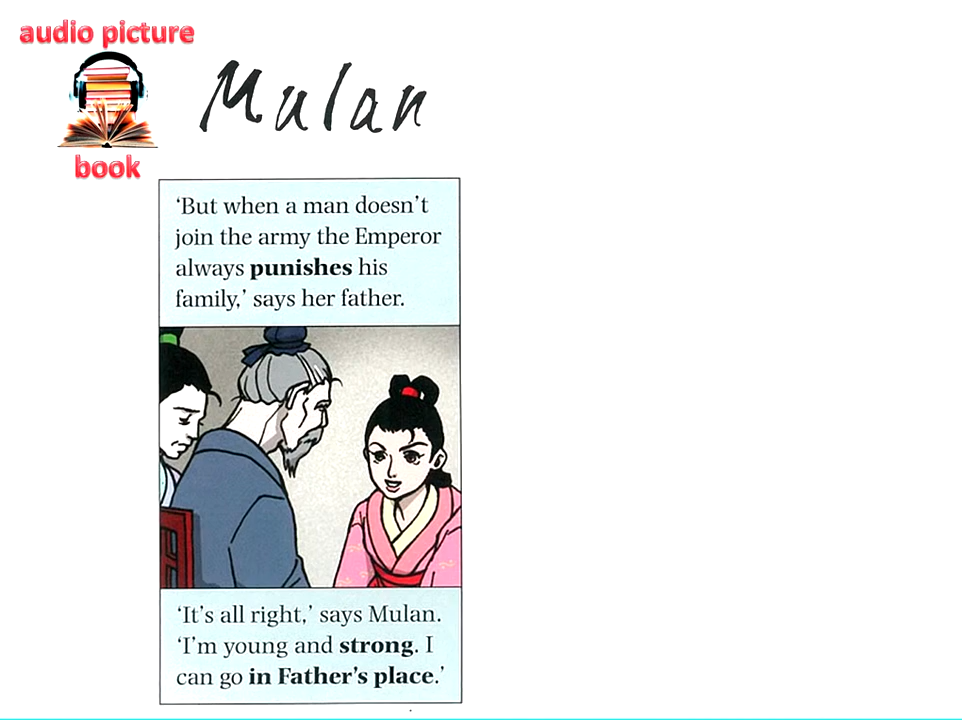 audio picture
book
Mulan
‘But when a man doesn’t
join the army the Emperor
always punishes his
family,’ says her father.
‘It’s all right,’ says Mulan.
‘I’m young and strong. I
can go in Father’s place.’